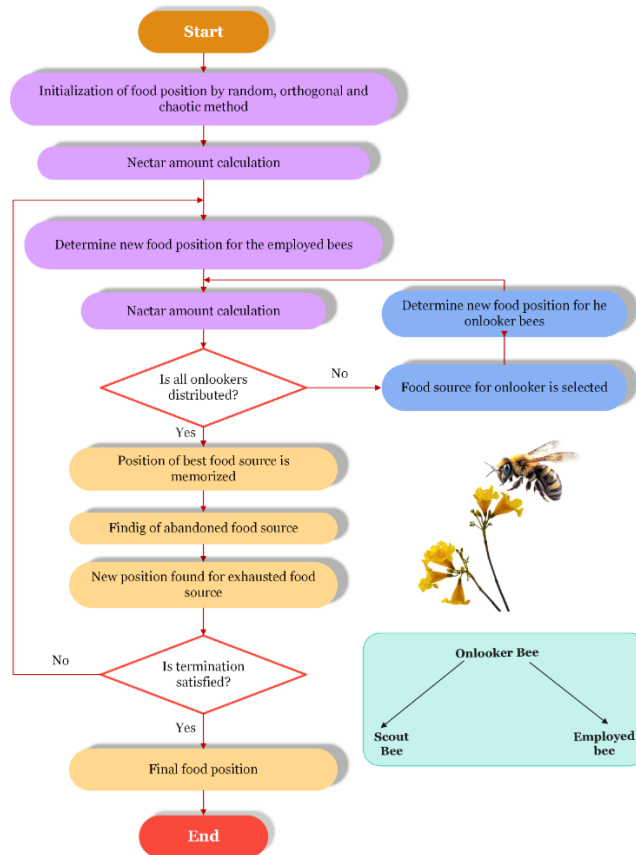 Start
Initialization of food position by random, orthogonal and
chaotic method
Nectar amount calculation
Determine new food position for the employed bees
Nactar amount calculation
Determine new food position for he
onlooker bees
Is all onlookers
distributed?
No
Food source for onlooker is selected
Yes
Position of best food source is
memorized
Findig of abandoned food source
New position found for exhausted food
source
No
Is termination
satisfied?
Yes
Final food position
End
Onlooker Bee
Scout
Bee
Employed
bee